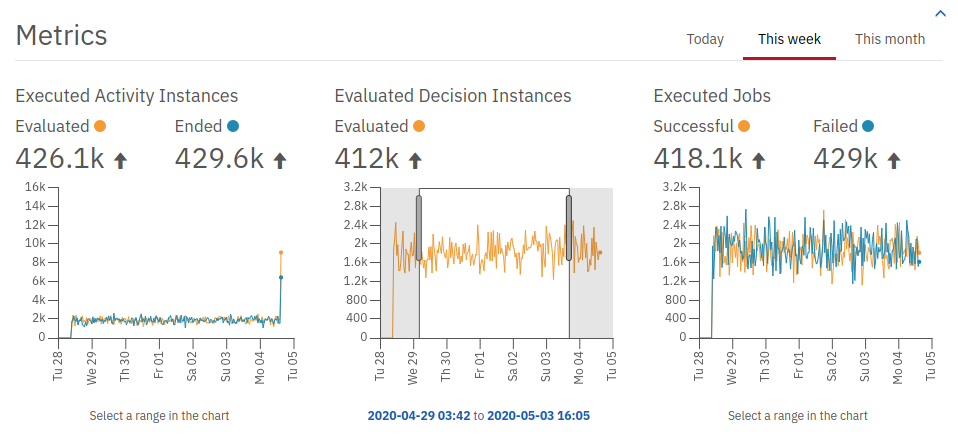 Metrics
Today This week This month
Executed Activity Instances
Evaluated Ended
426.1k 429.6k
16k
14k
12k
10k
8k
6k
4k
2k
0
Tu 28 We 29 Th 30 Fr 01 Sa 02 Su 03 Mo 04 Tu 05
Select a range in the chart
Evaluated Decision Instances
Evaluated
412k
3.2k
2.8k
2.4k
2k
1.6k
1.2k
800
400
0
Tu 28 We 29 Th 30 Fr 01 Sa 02 Su 03 Mo 04 Tu 05
2020-04-29 03:42 to 2020-05-03 16:05
Executed Jobs
Successful Failed
418.1k 429k
3.2k
2.8k
2.4k
2k
1.6k
1.2k
800
400
0
Tu 28 We 29 Th 30 Fr 01 Sa 02 Su 03 Mo 04 Tu 05
Select a range in the chart